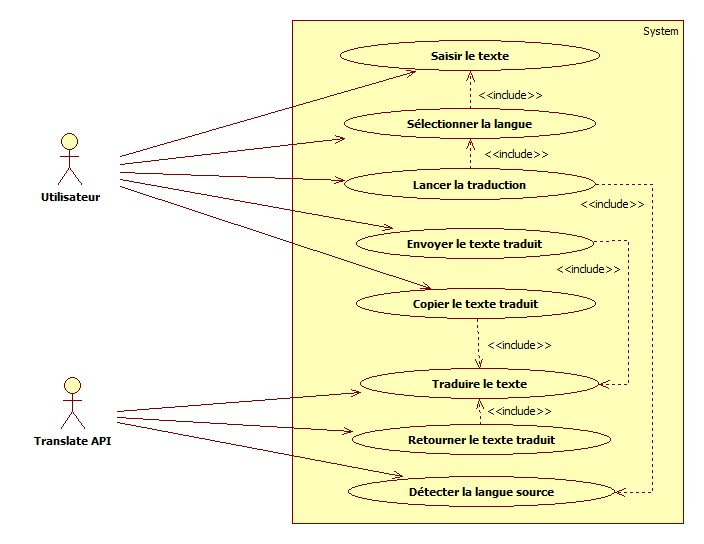 System
Saisir le texte
<<include>>
Sélectionner la langue
<<include>>
Lancer la traduction
Utilisateur
<<include>>
Envoyer le texte traduit
<<include>>
Copier le texte traduit
<<include>>
Traduire le texte
<<include>>
Translate API
Retourner le texte traduit
Détecter la langue source